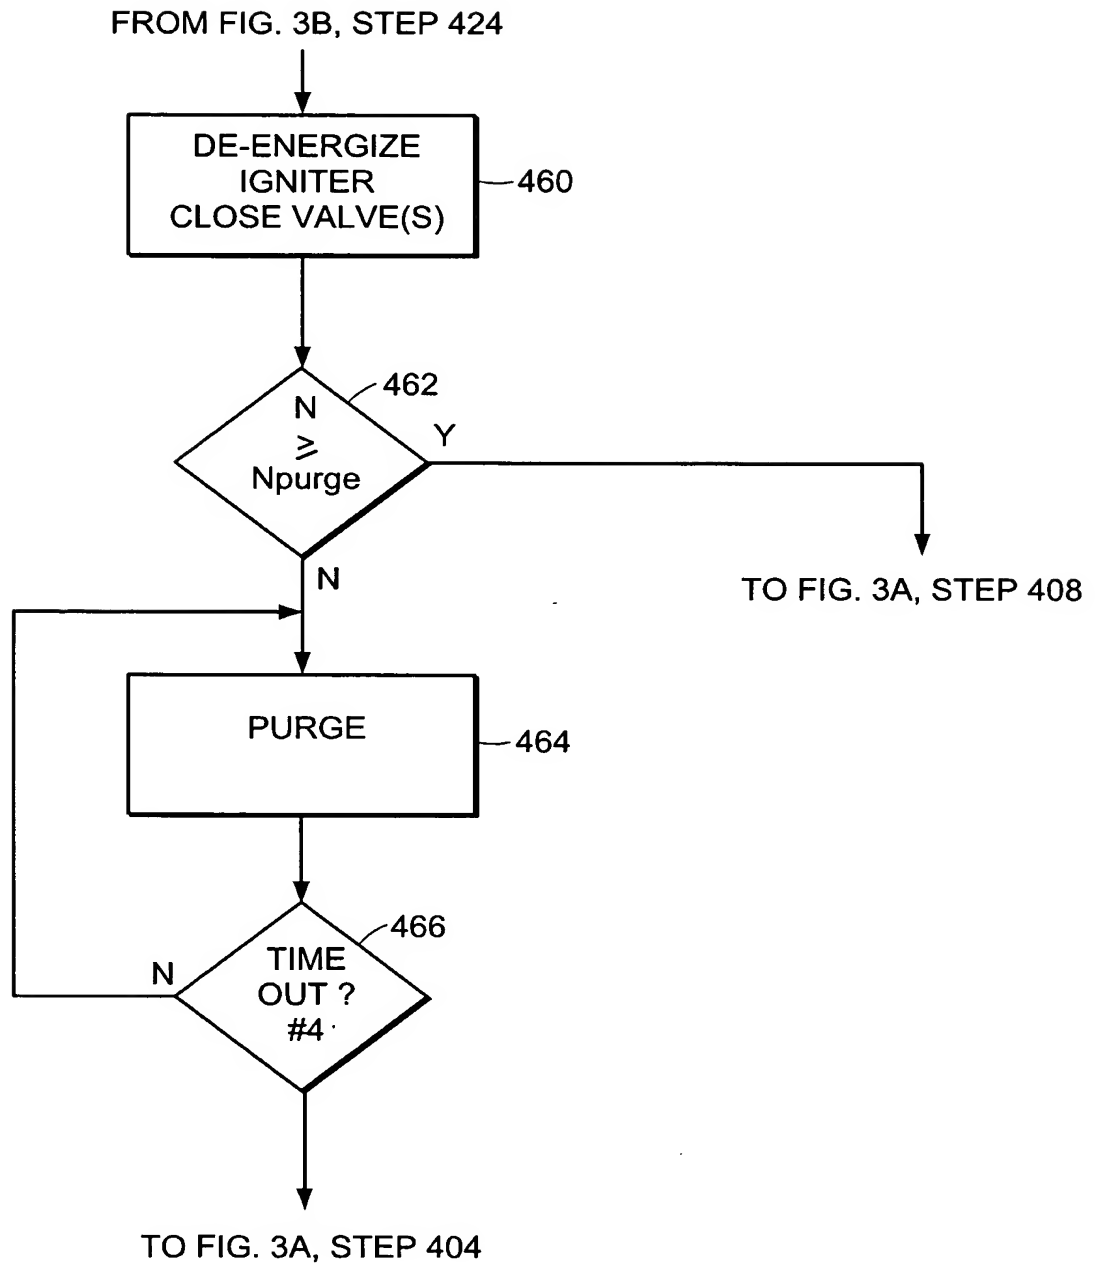 FROM FIG. 3B, STEP 424
DE-ENERGIZE
IGNITER
CLOSE VALVE(S)
460
462
N
≥
Npurge
Y
N
TO FIG. 3A, STEP 408
PURGE
464
466
N
TIME
OUT ?
#4
TO FIG. 3A, STEP 404